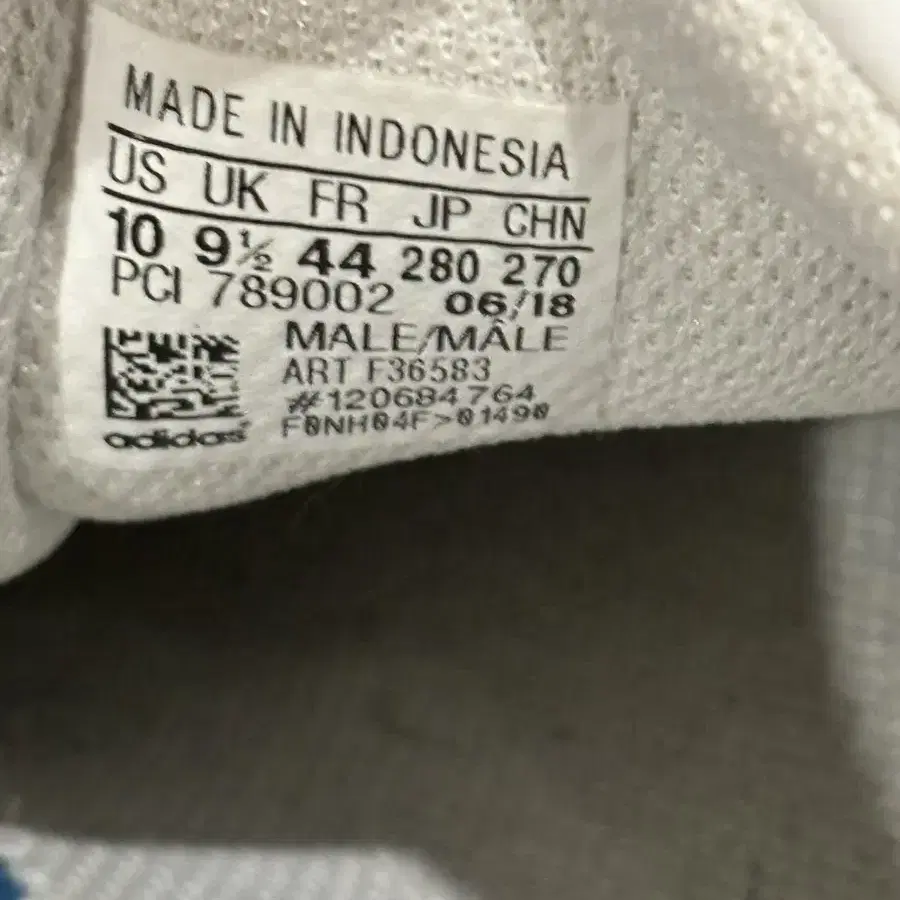 MADE IN INDONESIA
US UK FR JP CHN
10 9½ 44 280 270
PCI 789002 06/18
MALE/MÂLE
ART F36583
#120684764
F0NH04F>01490
adidas